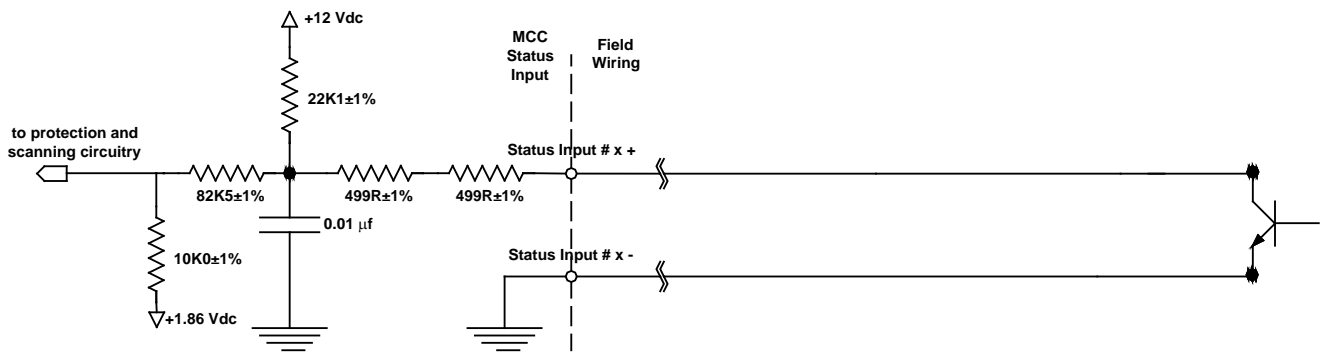 +12 Vdc
MCC
Status
Input
Field
Wiring
22K1±1%
to protection and
scanning circuitry
Status Input # x +
82K5±1%
499R±1%
499R±1%
0.01 μf
10K0±1%
Status Input # x -
+1.86 Vdc